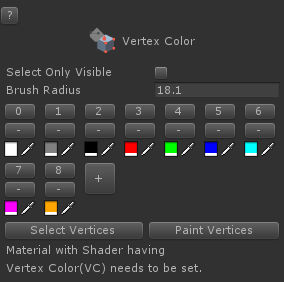 ?
Vertex Color
Select Only Visible
Brush Radius 18.1
0 1 2 3 4 5 6
- - - - - - -
7 8 +
- -
Select Vertices Paint Vertices
Material with Shader having
Vertex Color(VC) needs to be set.